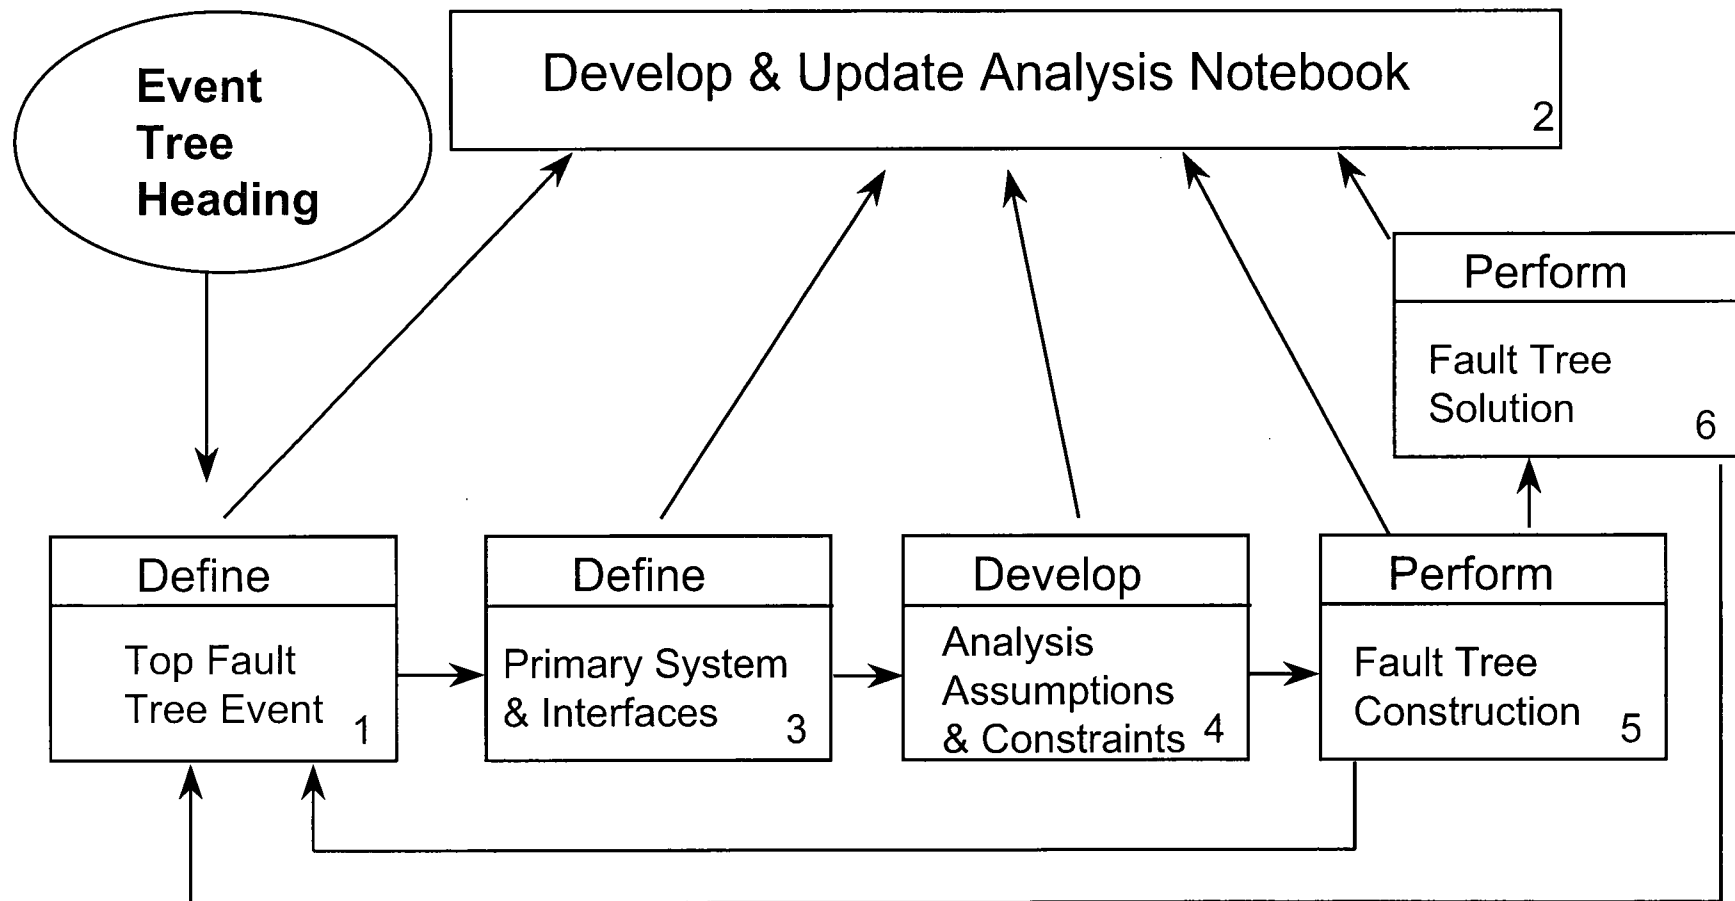 Event
Tree
Heading
Develop & Update Analysis Notebook
2
Perform
Fault Tree
Solution
6
Define
Top Fault
Tree Event
1
Define
Primary System
& Interfaces
3
Develop
Analysis
Assumptions
& Constraints
4
Perform
Fault Tree
Construction
5